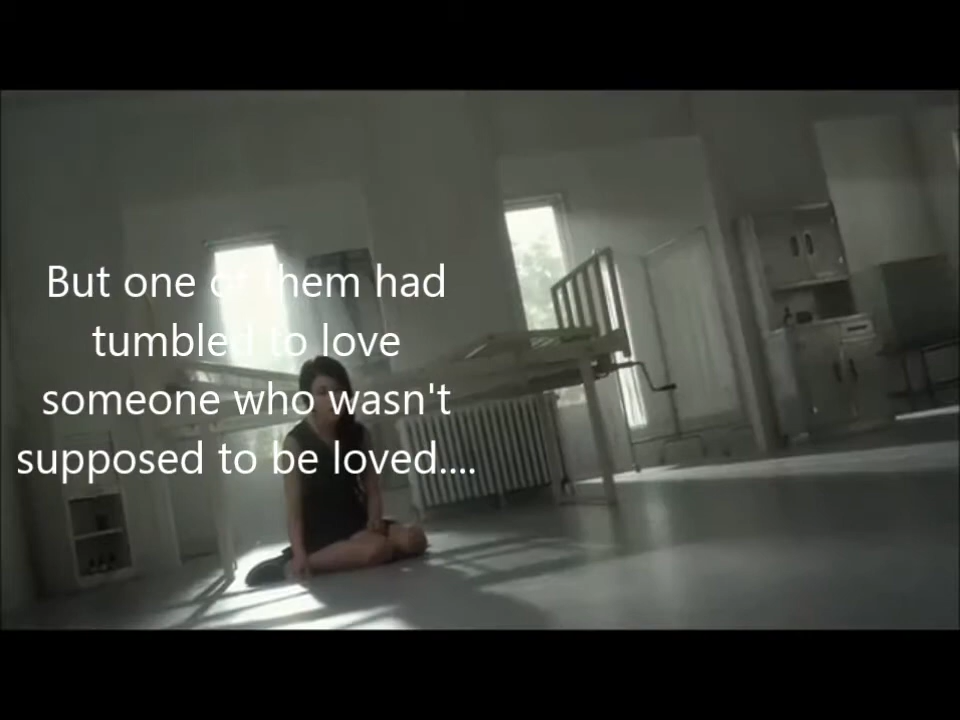 But one of them had
tumbled to love
someone who wasn't
supposed to be loved....